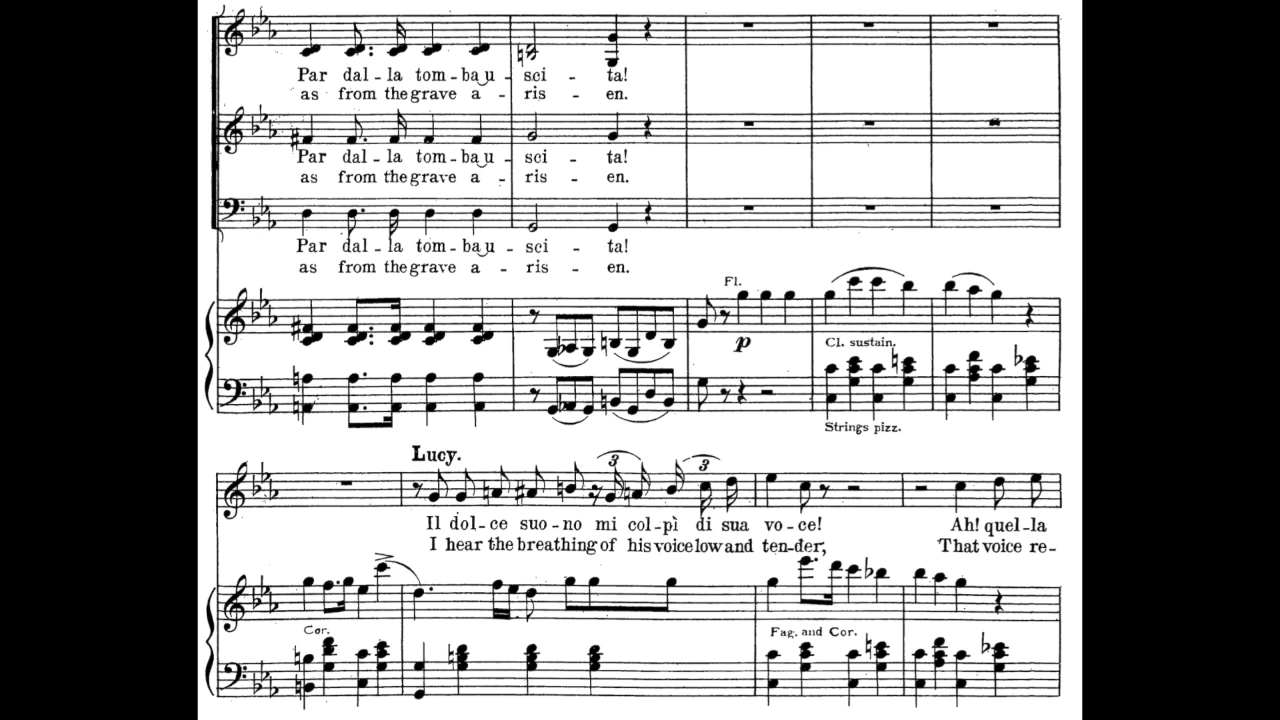 Par dal - la tom - ba u - sci - ta!
as from the grave a - ris - en.
Par dal - la tom - ba u - sci - ta!
as from the grave a - ris - en.
Par dal - la tom - ba u - sci - ta!
as from the grave a - ris - en.
Fl.
p
Cl. sustain.
Strings pizz.
Lucy.
3 3
Il dol - ce suo - no mi col - pì di sua vo - ce! Ah! quel - la
I hear the breathing of his voice low and ten - der, That voice re -
Cor. Fag. and Cor.